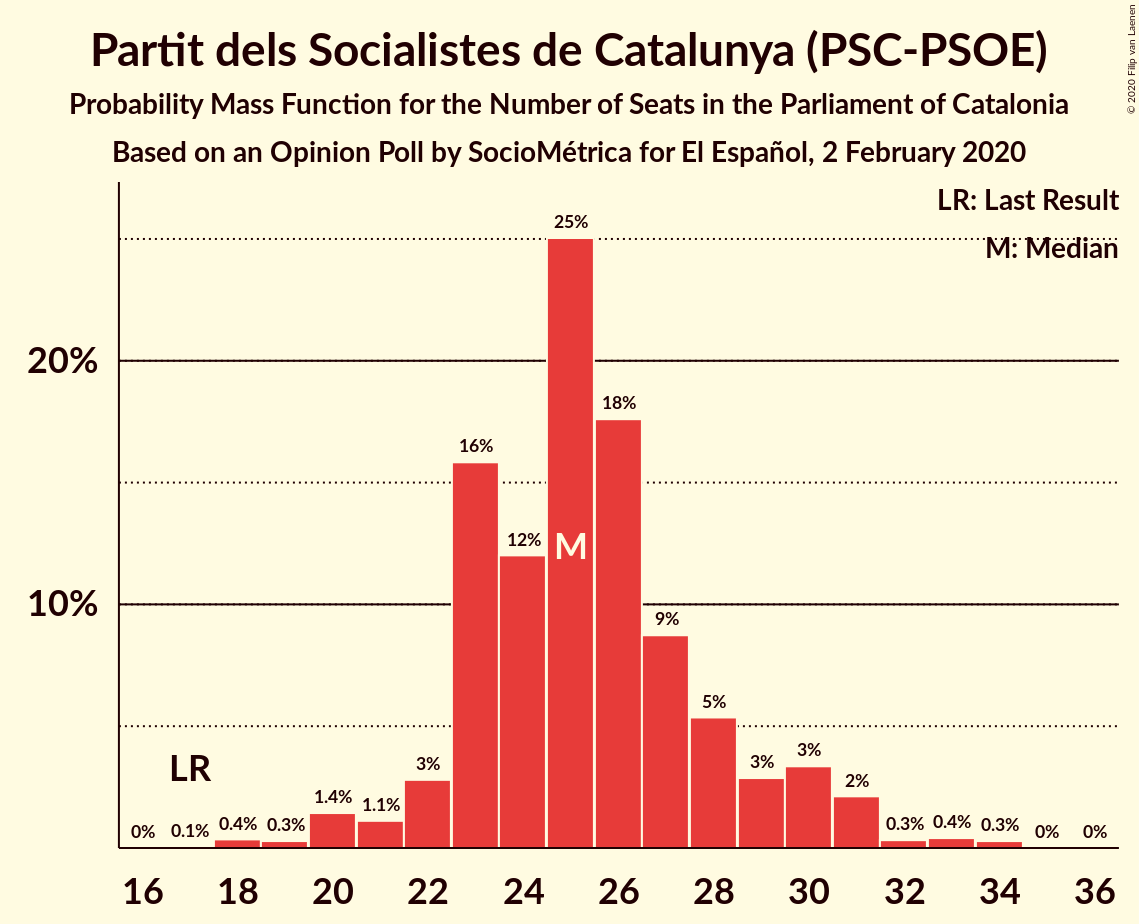 Partit dels Socialistes de Catalunya (PSC-PSOE)
Probability Mass Function for the Number of Seats in the Parliament of Catalonia
Based on an Opinion Poll by SocioMétrica for El Español, 2 February 2020
© 2020 Filip van Laenen
LR: Last Result
M: Median
20%
10%
0%
0.1%
0.4%
0.3%
1.4%
1.1%
3%
16%
12%
25%
18%
9%
5%
3%
3%
2%
0.3%
0.4%
0.3%
0%
0%
LR
M
16 18 20 22 24 26 28 30 32 34 36